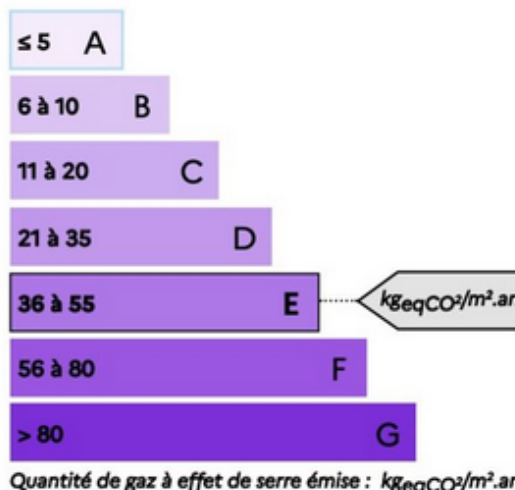 ≤ 5 A
6 à 10 B
11 à 20 C
21 à 35 D
36 à 55 E
kgeqCO²/m².an
56 à 80 F
> 80 G
Quantité de gaz à effet de serre émise : kgeqCO²/m².an